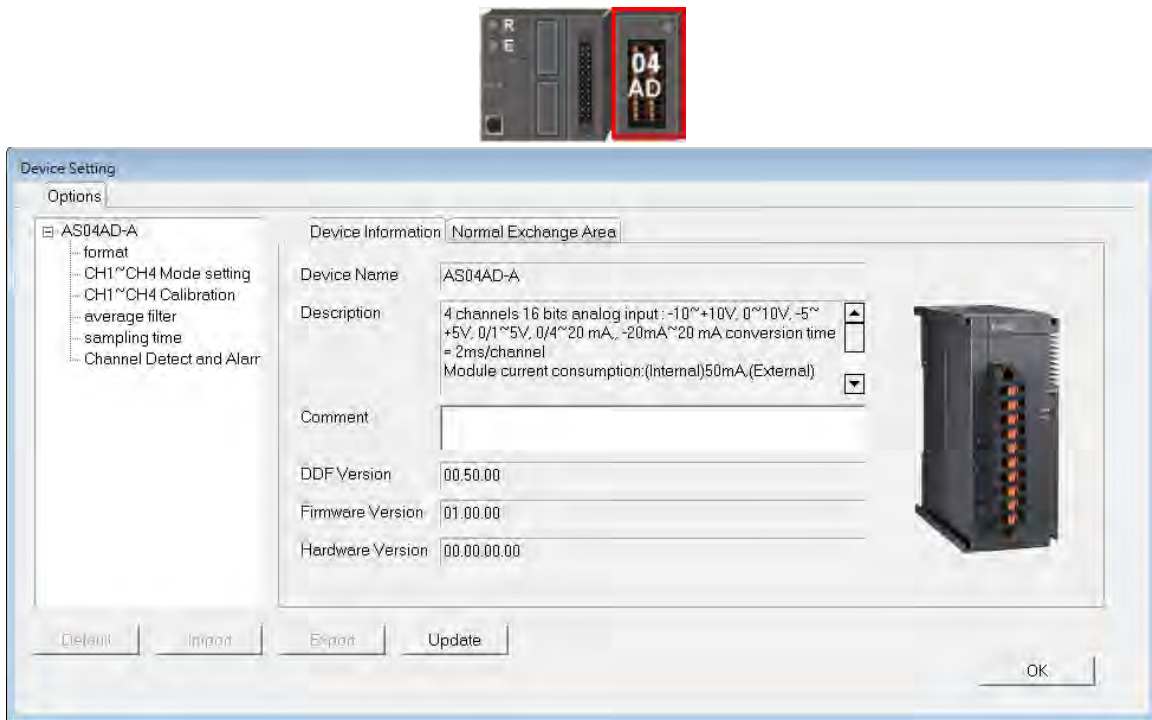 R
E
04
AD
Device Setting
Options
AS04AD-A
format
CH1~CH4 Mode setting
CH1~CH4 Calibration
average filter
sampling time
Channel Detect and Alarr
Device Information
Normal Exchange Area
Device Name
AS04AD-A
Description
4 channels 16 bits analog input : -10~+10V, 0~10V, -5~
+5V, 0/1~5V, 0/4~20 mA,, -20mA~20 mA conversion time
= 2ms/channel
Module current consumption:(Internal)50mA,(External)
Comment
DDF Version
00.50.00
Firmware Version
01.00.00
Hardware Version
00.00.00.00
Default
Import
Export
Update
OK